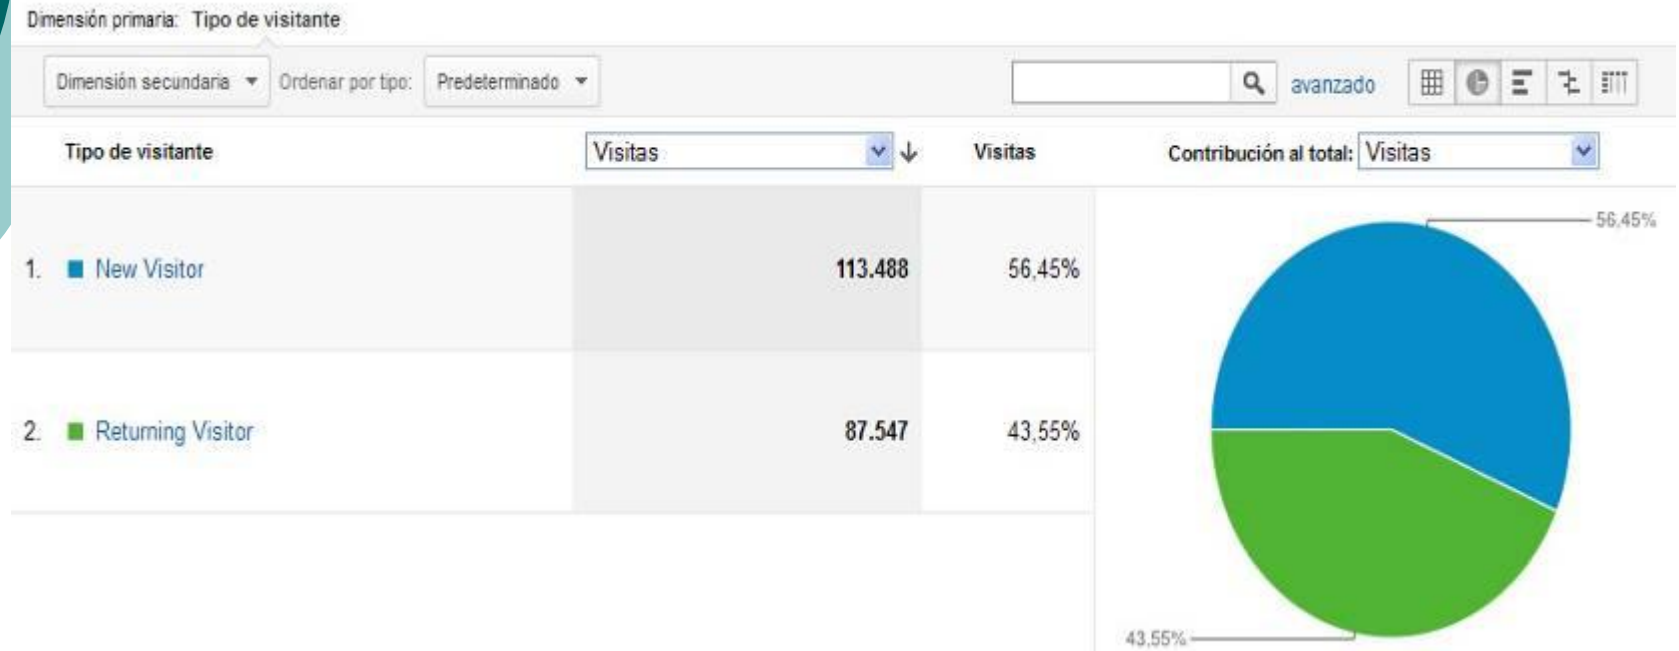 Dimensión primaria: Tipo de visitante
Dimensión secundaria Ordenar por tipo: Predeterminado avanzado
Tipo de visitante Visitas Visitas Contribución al total: Visitas
56,45%
1. New Visitor 113.488 56,45%
2. Returning Visitor 87.547 43,55%
43,55%